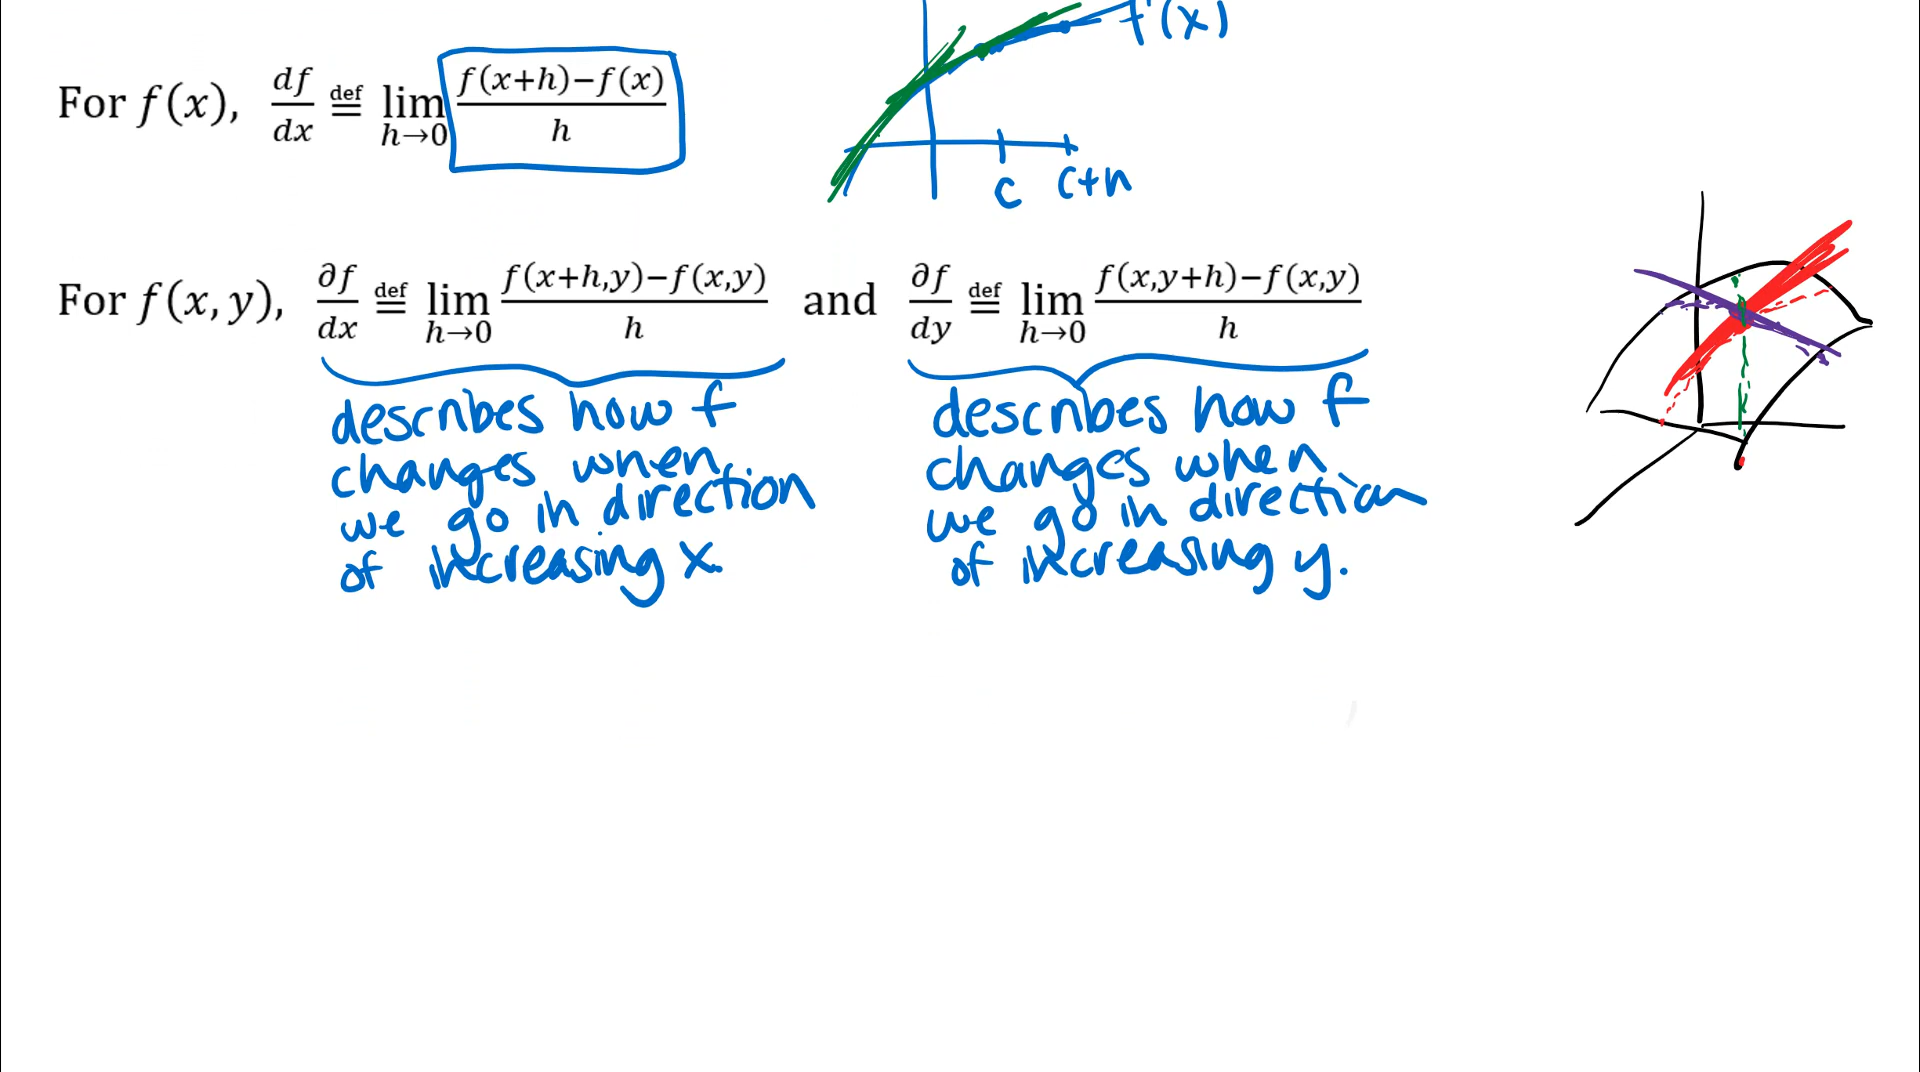 f(x)
For f(x), df/dx ≝ lim h→0 f(x+h)−f(x)/h
c c+h
For f(x, y), ∂f/dx ≝ lim h→0 f(x+h,y)−f(x,y)/h and ∂f/dy ≝ lim h→0 f(x,y+h)−f(x,y)/h
describes how f
changes when
we go in direction
of increasing x.
describes how f
changes when
we go in direction
of increasing y.